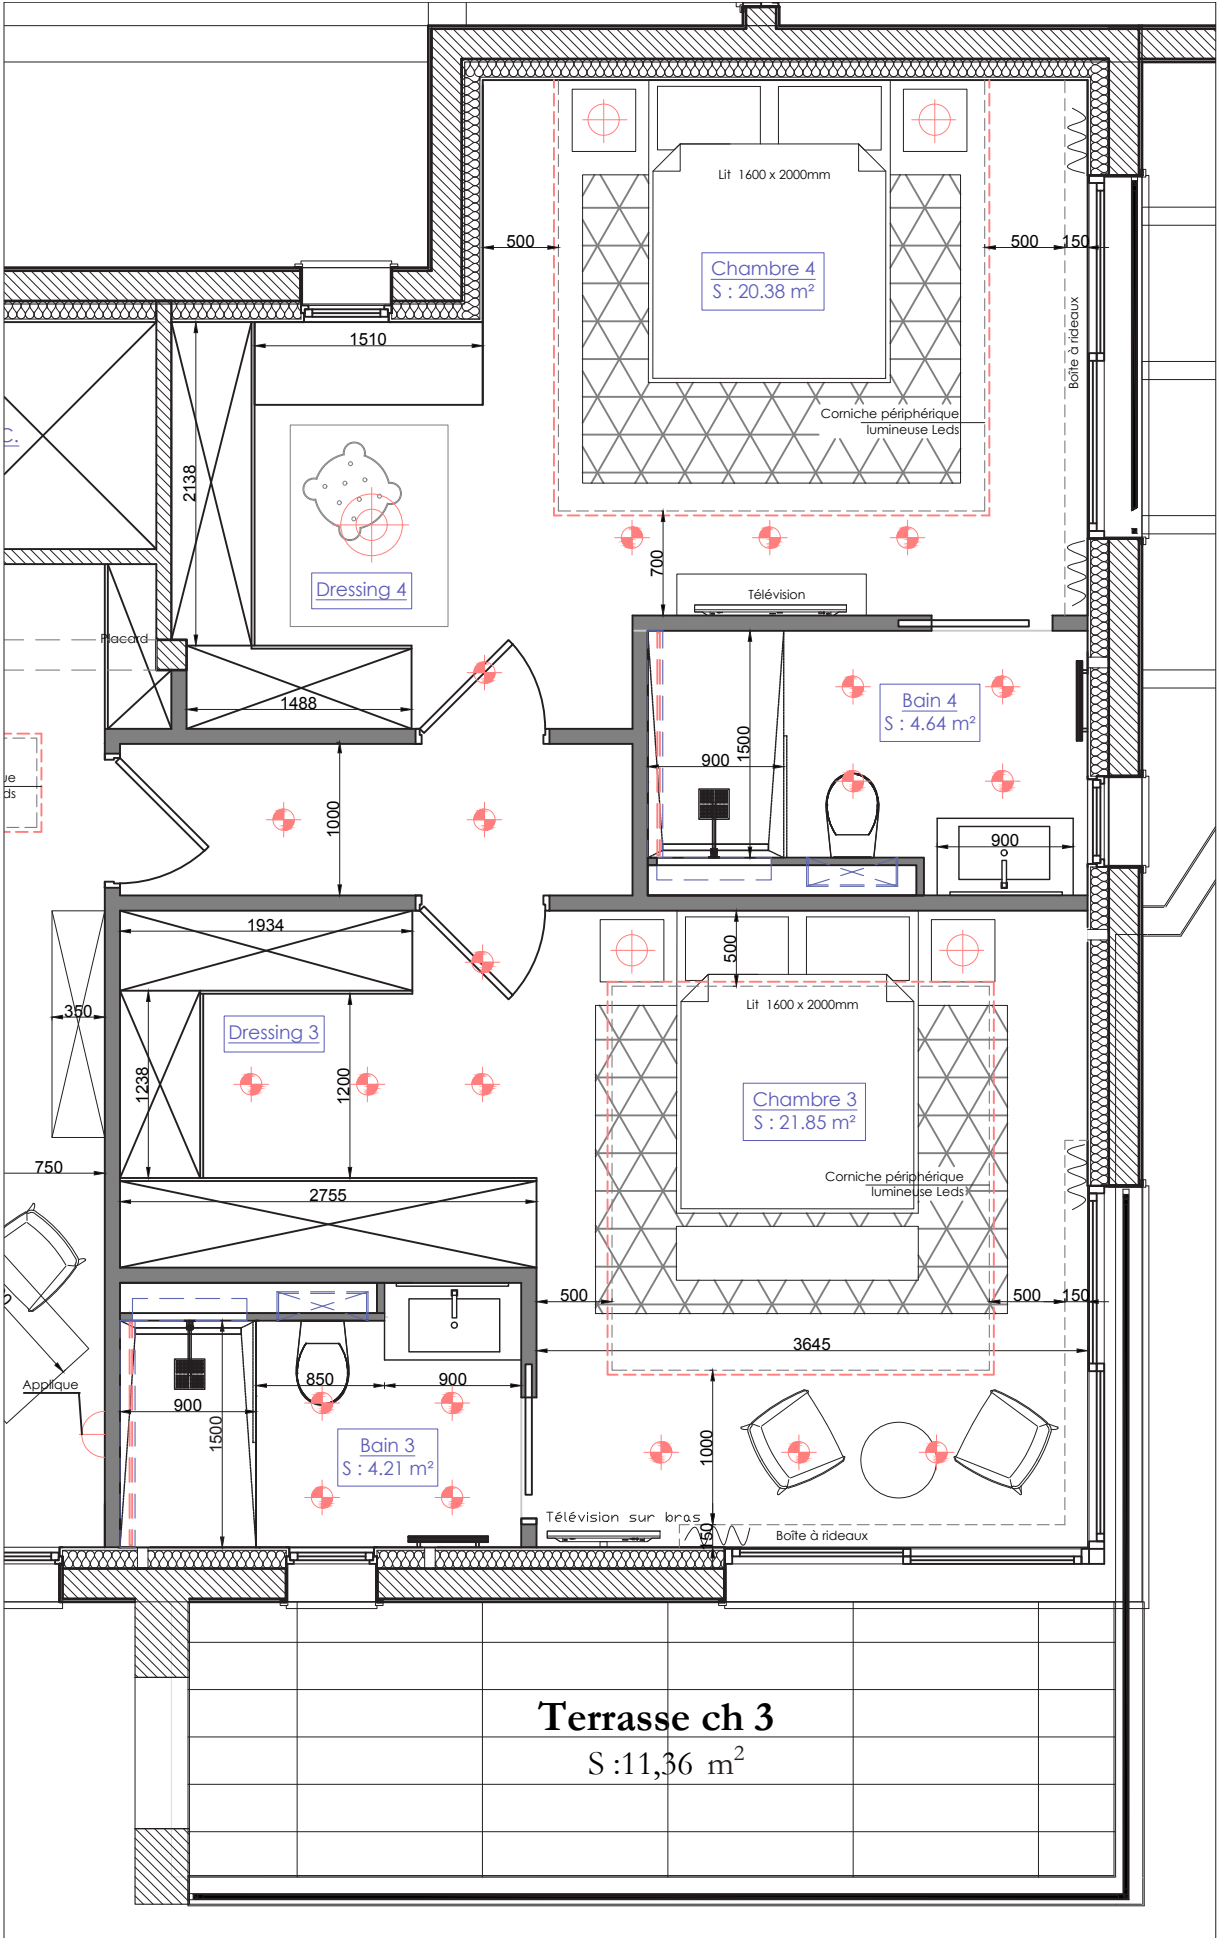 Lit 1600 x 2000mm
500
500
150
Chambre 4
S : 20.38 m²
Boîte à rideaux
1510
Corniche périphérique
lumineuse Leds
C.
2138
700
Dressing 4
Télévision
Placard
1488
Bain 4
S : 4.64 m²
1500
900
1000
900
1934
500
Lit 1600 x 2000mm
350
Dressing 3
1238
1200
Chambre 3
S : 21.85 m²
750
Corniche périphérique
lumineuse Leds
2755
500
500
150
3645
Applique
850
900
900
1500
Bain 3
S : 4.21 m²
1000
Télévision sur bras
150
Boîte à rideaux
Terrasse ch 3
S :11,36 m²